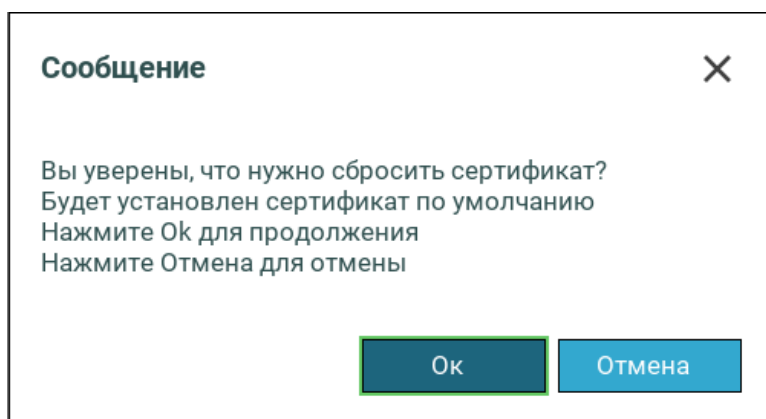 Сообщение
Вы уверены, что нужно сбросить сертификат?
Будет установлен сертификат по умолчанию
Нажмите Ok для продолжения
Нажмите Отмена для отмены
Ок
Отмена